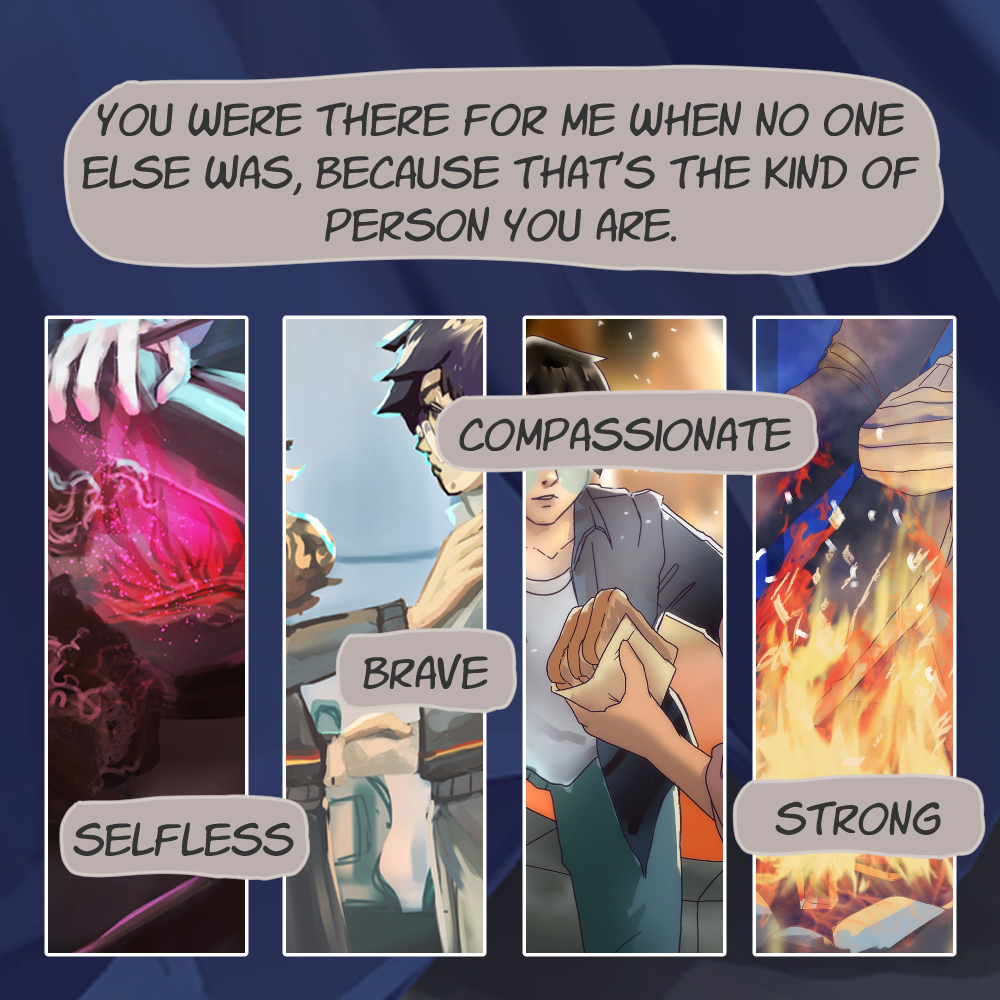 YOU WERE THERE FOR ME WHEN NO ONE
ELSE WAS, BECAUSE THAT'S THE KIND OF
PERSON YOU ARE.
SELFLESS
BRAVE
COMPASSIONATE
STRONG